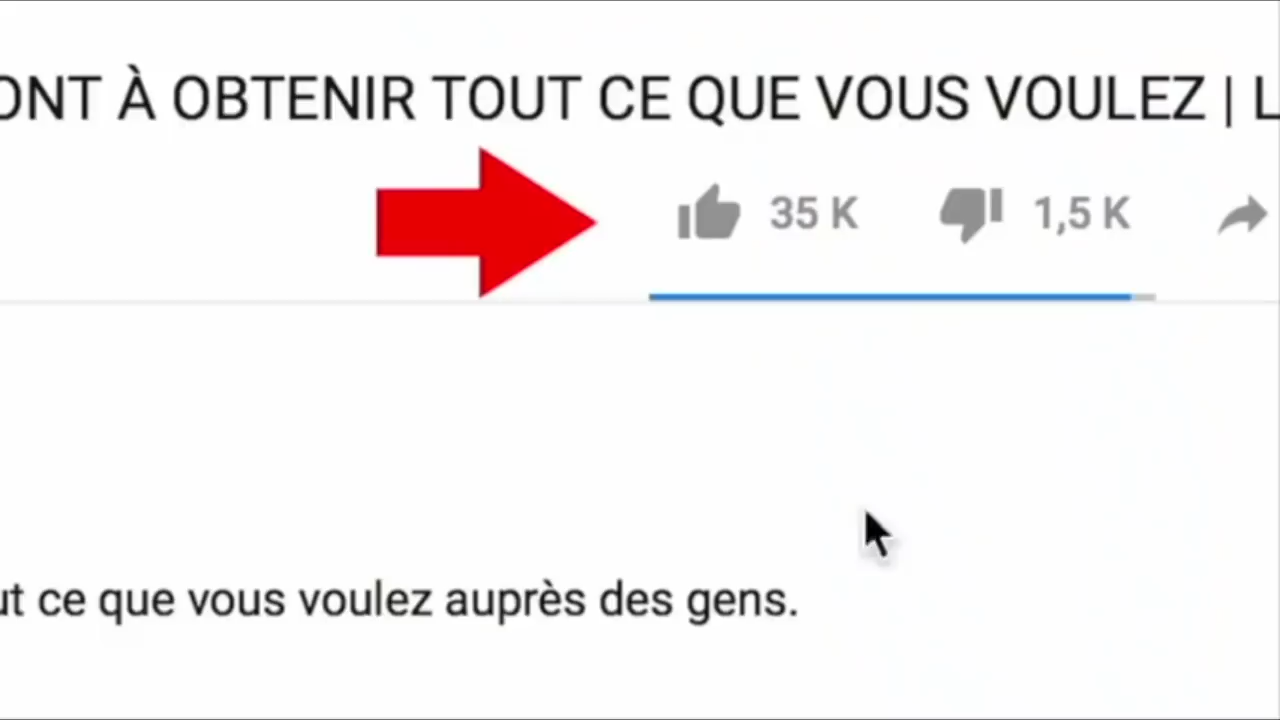 ONT À OBTENIR TOUT CE QUE VOUS VOULEZ | L
35 K 1,5 K
ut ce que vous voulez auprès des gens.